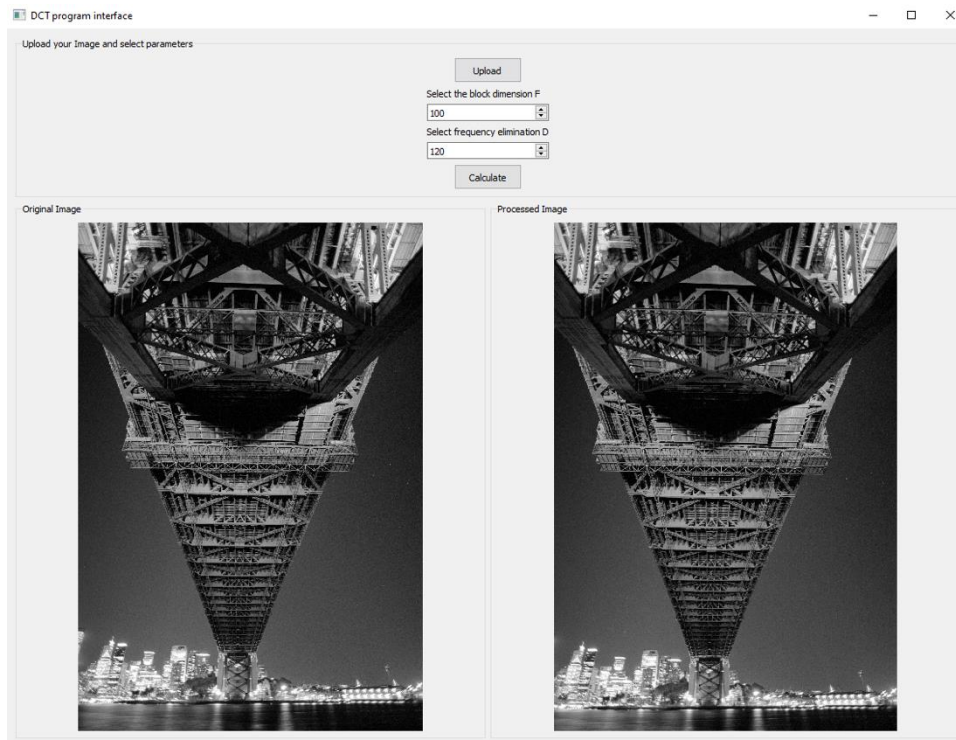 DCT program interface
Upload your Image and select parameters
Upload
Select the block dimension F
100
Select frequency elimination D
120
Calculate
Original Image
Processed Image